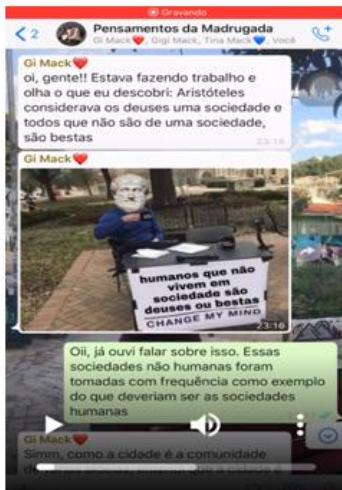 Gravando
2
Pensamentos da Madrugada
Gi Mack❤️, Gigi Mack, Tina Mack💙, Você
Gi Mack❤️
oi, gente!! Estava fazendo trabalho e
olha o que eu descobri: Aristóteles
considerava os deuses uma sociedade e
todos que não são de uma sociedade,
são bestas
23:16
Gi Mack❤️
humanos que não
vivem em
sociedade são
deuses ou bestas
CHANGE MY MIND
23:16
Oii, já ouvi falar sobre isso. Essas
sociedades não humanas foram
tomadas com frequência como exemplo
do que deveriam ser as sociedades
humanas
Gi Mack❤️
Simm, como a cidade é a comunidade